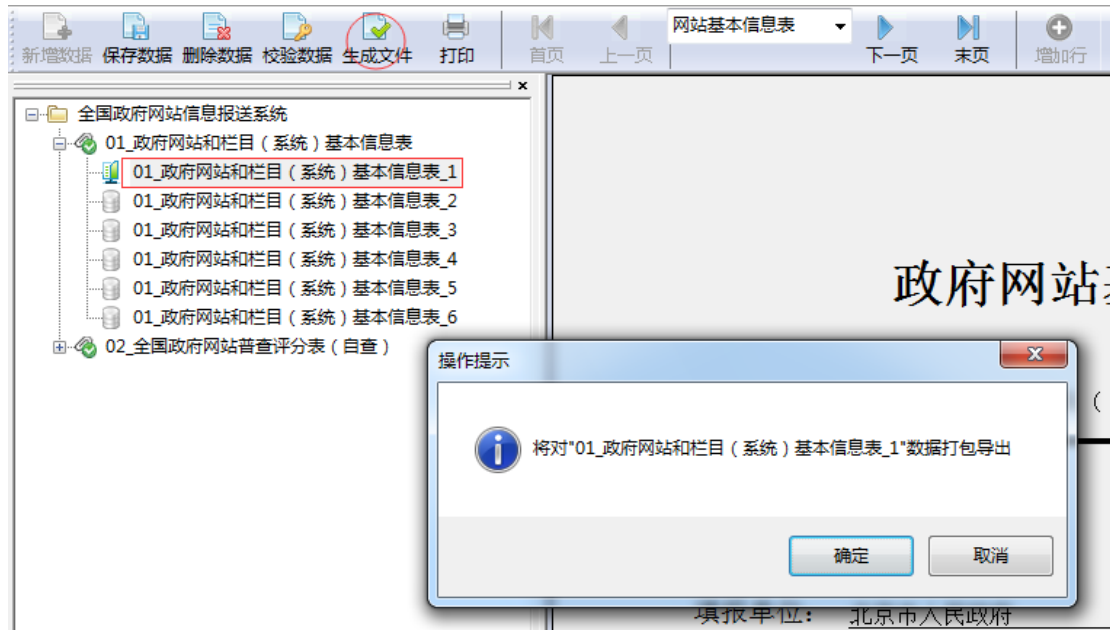 新增数据 保存数据 删除数据 校验数据 生成文件 打印 首页 上一页 网站基本信息表 下一页 末页 增加行
全国政府网站信息报送系统
01_政府网站和栏目（系统）基本信息表
01_政府网站和栏目（系统）基本信息表_1
01_政府网站和栏目（系统）基本信息表_2
01_政府网站和栏目（系统）基本信息表_3
01_政府网站和栏目（系统）基本信息表_4
01_政府网站和栏目（系统）基本信息表_5
01_政府网站和栏目（系统）基本信息表_6
02_全国政府网站普查评分表（自查）
政府网站
（
操作提示
将对"01_政府网站和栏目（系统）基本信息表_1"数据打包导出
确定 取消
填报单位： 北京市人民政府